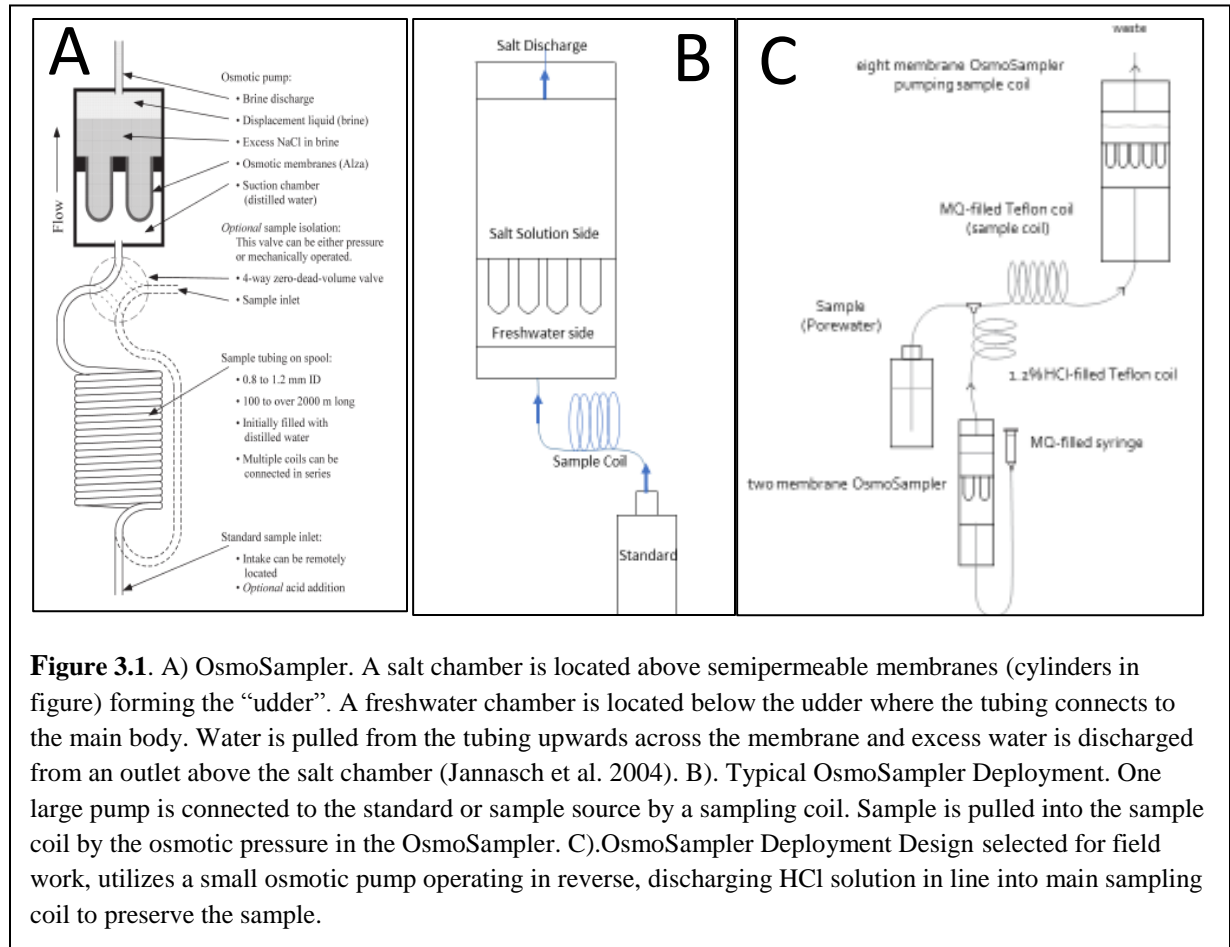 A
Osmotic pump:
• Brine discharge
• Displacement liquid (brine)
• Excess NaCl in brine
• Osmotic membranes (Alza)
• Suction chamber
(distilled water)
Flow
Optional sample isolation:
This valve can be either pressure
or mechanically operated.
• 4-way zero-dead-volume valve
• Sample inlet
Sample tubing on spool:
• 0.8 to 1.2 mm ID
• 100 to over 2000 m long
• Initially filled with
distilled water
• Multiple coils can be
connected in series
Standard sample inlet:
• Intake can be remotely
located
• Optional acid addition
B
Salt Discharge
Salt Solution Side
Freshwater side
Sample Coil
Standard
C
waste
eight membrane OsmoSampler
pumping sample coil
MQ-filled Teflon coil
(sample coil)
Sample
(Porewater)
1.2% HCl-filled Teflon coil
MQ-filled syringe
two membrane OsmoSampler
Figure 3.1. A) OsmoSampler. A salt chamber is located above semipermeable membranes (cylinders in
figure) forming the “udder”. A freshwater chamber is located below the udder where the tubing connects to
the main body. Water is pulled from the tubing upwards across the membrane and excess water is discharged
from an outlet above the salt chamber (Jannasch et al. 2004). B). Typical OsmoSampler Deployment. One
large pump is connected to the standard or sample source by a sampling coil. Sample is pulled into the sample
coil by the osmotic pressure in the OsmoSampler. C).OsmoSampler Deployment Design selected for field
work, utilizes a small osmotic pump operating in reverse, discharging HCl solution in line into main sampling
coil to preserve the sample.